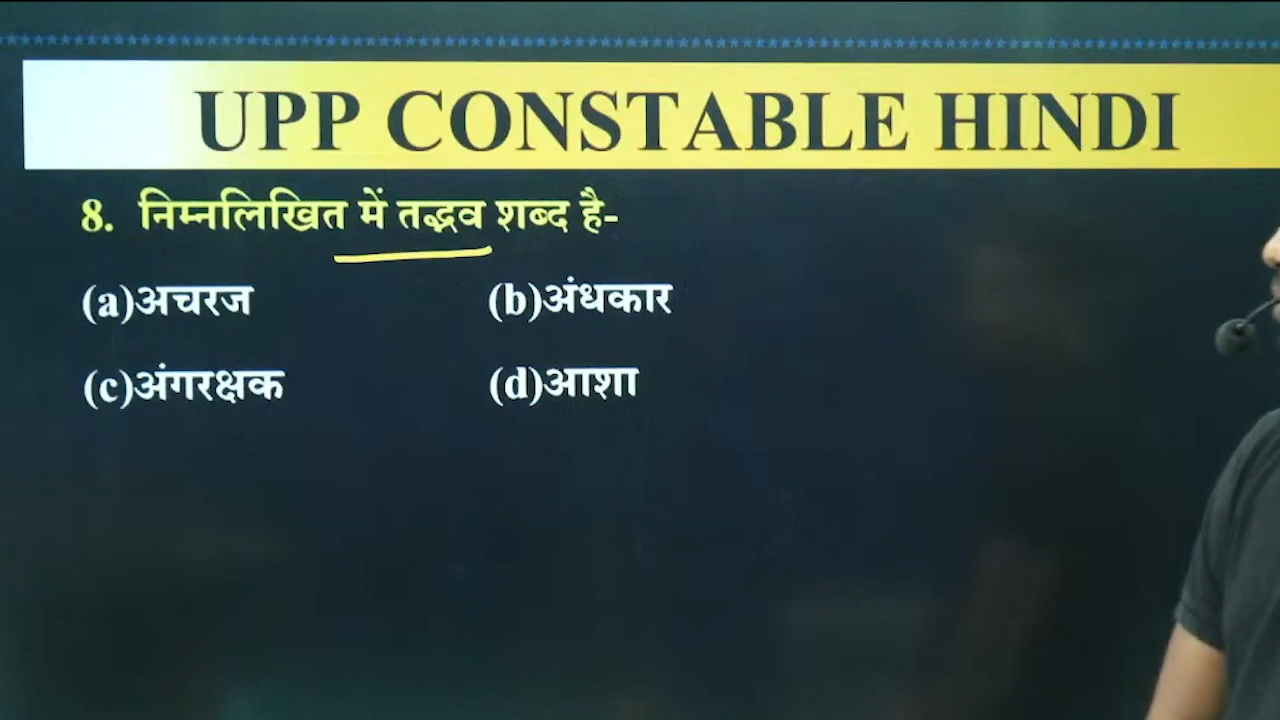 UPP CONSTABLE HINDI
8. निम्नलिखित में तद्भव शब्द है-
(a)अचरज (b)अंधकार
(c)अंगरक्षक (d)आशा